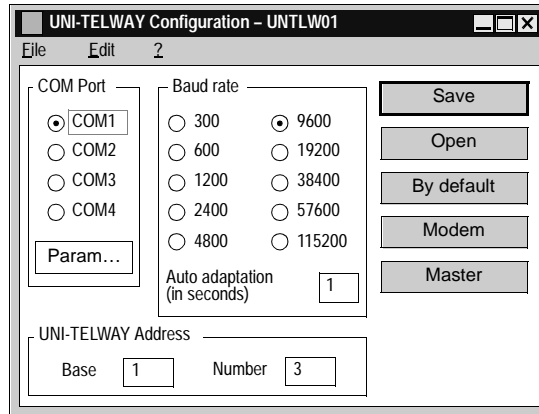 UNI-TELWAY Configuration – UNTLW01
File Edit ?
COM Port
COM1
COM2
COM3
COM4
Param...
Baud rate
300 9600
600 19200
1200 38400
2400 57600
4800 115200
Auto adaptation
(in seconds) 1
Save
Open
By default
Modem
Master
UNI-TELWAY Address
Base 1 Number 3